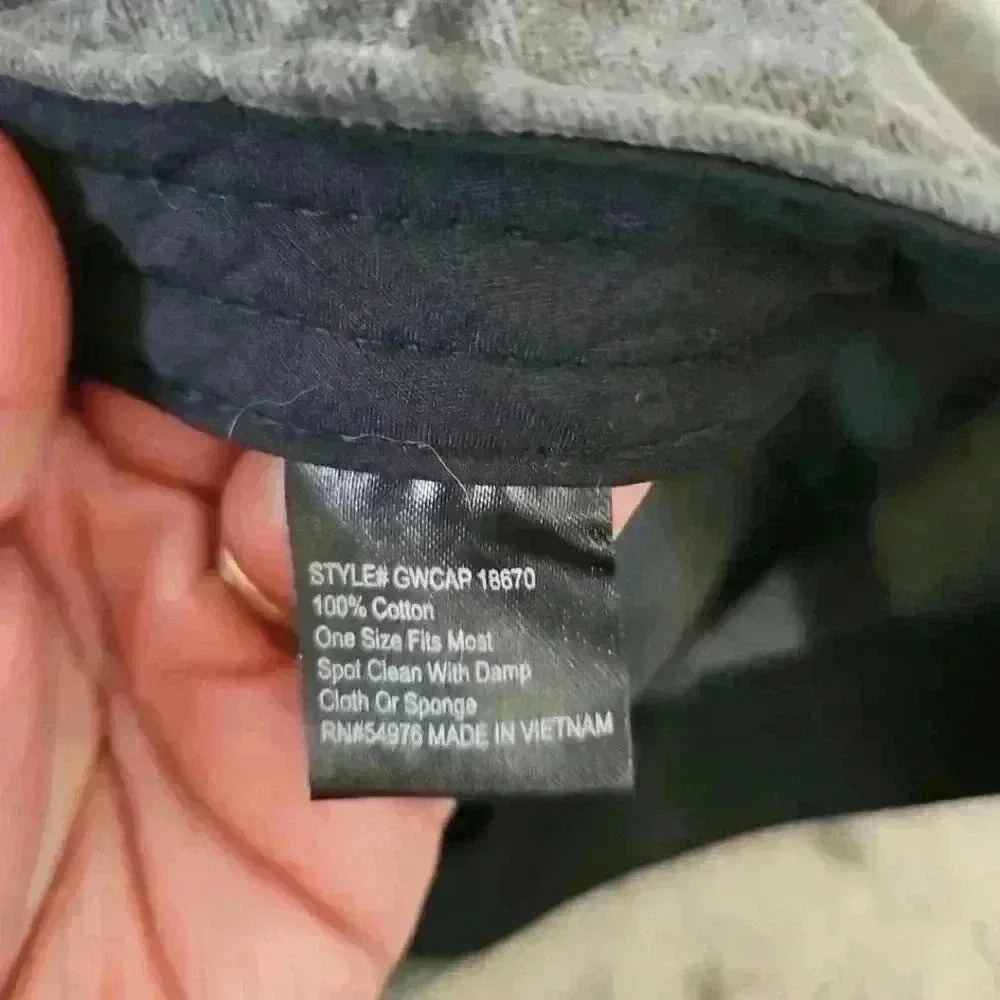 STYLE# GWCAP 18670
100% Cotton
One Size Fits Most
Spot Clean With Damp
Cloth Or Sponge
RN#54976 MADE IN VIETNAM